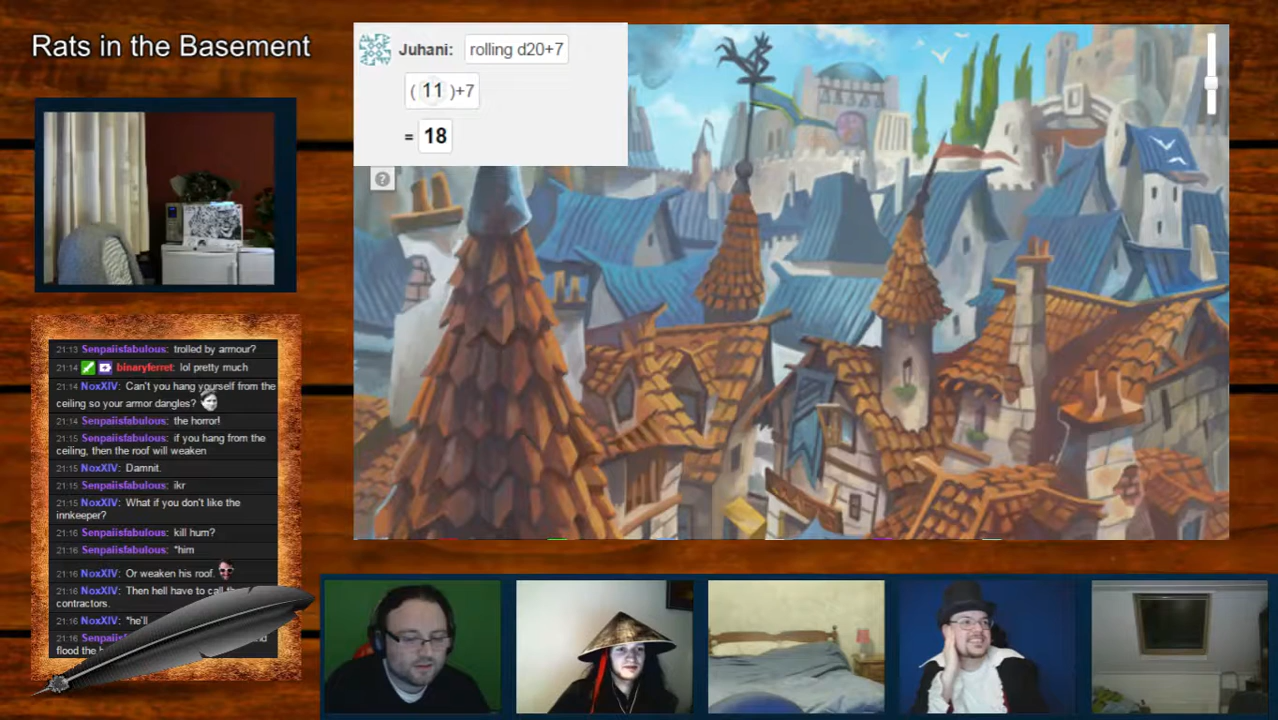 Rats in the Basement
Juhani: rolling d20+7
( 11 )+7
= 18
?
21:13 Senpaiisfabulous: trolled by armour?
21:14 binaryferret: lol pretty much
21:14 NoxXIV: Can't you hang yourself from the
ceiling so your armor dangles?
21:14 Senpaiisfabulous: the horror!
21:15 Senpaiisfabulous: if you hang from the
ceiling, then the roof will weaken
21:15 NoxXIV: Damnit.
21:15 Senpaiisfabulous: ikr
21:15 NoxXIV: What if you don't like the
innkeeper?
21:16 Senpaiisfabulous: kill hum?
21:16 Senpaiisfabulous: *him
21:16 NoxXIV: Or weaken his roof.
21:16 NoxXIV: Then hell have to call
contractors.
21:16 NoxXIV: *he'll
21:16
flood the